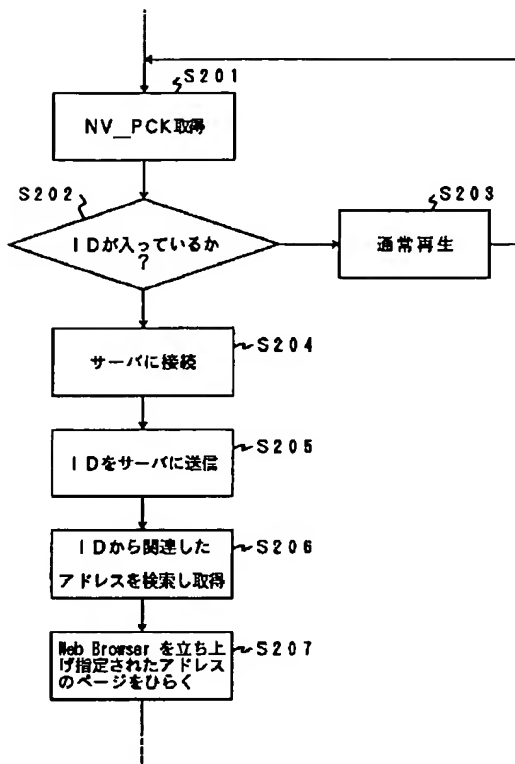 S201
NV_PCK取得
S202
IDが入っているか
?
S203
通常再生
サーバに接続
S204
IDをサーバに送信
S205
IDから関連した
アドレスを検索し取得
S206
Web Browser を立ち上
げ指定されたアドレス
のページをひらく
S207